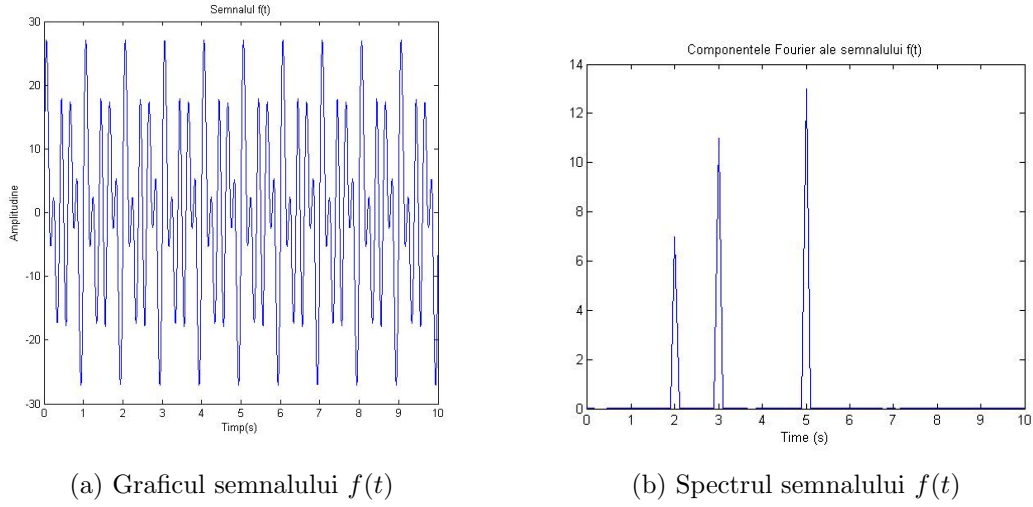 Semnalul f(t)
30
20
10
0
-10
-20
-30
Amplitudine
0 1 2 3 4 5 6 7 8 9 10
Timp(s)
(a) Graficul semnalului f(t)
Componentele Fourier ale semnalului f(t)
14
12
10
8
6
4
2
0
0 1 2 3 4 5 6 7 8 9 10
Time (s)
(b) Spectrul semnalului f(t)